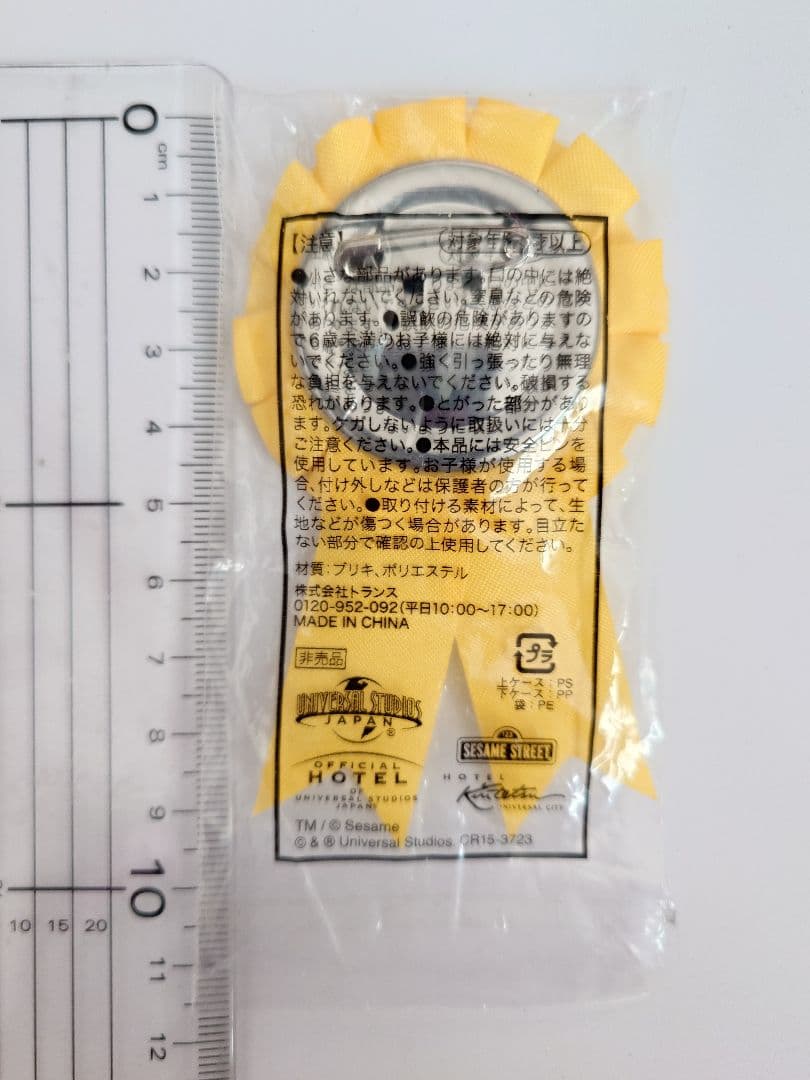 0
cm
1
2
3
4
5
6
7
8
9
10
11
12
10 15 20
【注意】 対象年齢 才以上
●小さな部品があります。口の中には絶
対いれないでください。窒息などの危険
があります。●誤飲の危険がありますの
で6歳未満のお子様には絶対に与えな
いでください。●強く引っ張ったり無理
な負担を与えないでください。破損する
恐れがあります。●とがった部分があり
ます。ケガしないように取扱いには十分
ご注意ください。●本品には安全ピンを
使用しています。お子様が使用する場
合、付け外しなどは保護者の方が行って
ください。●取り付ける素材によって、生
地などが傷つく場合があります。目立た
ない部分で確認の上使用してください。
材質:ブリキ、ポリエステル
株式会社トランス
0120-952-092(平日10:00〜17:00)
MADE IN CHINA
非売品
プラ
上ケース:PS
下ケース:PP
袋:PE
UNIVERSAL STUDIOS
JAPAN ®
123
SESAME STREET
OFFICIAL
HOTEL
OF
UNIVERSAL STUDIOS
JAPAN
HOTEL
Kintetsu
UNIVERSAL CITY
TM / © Sesame
© & ® Universal Studios. CR15-3723